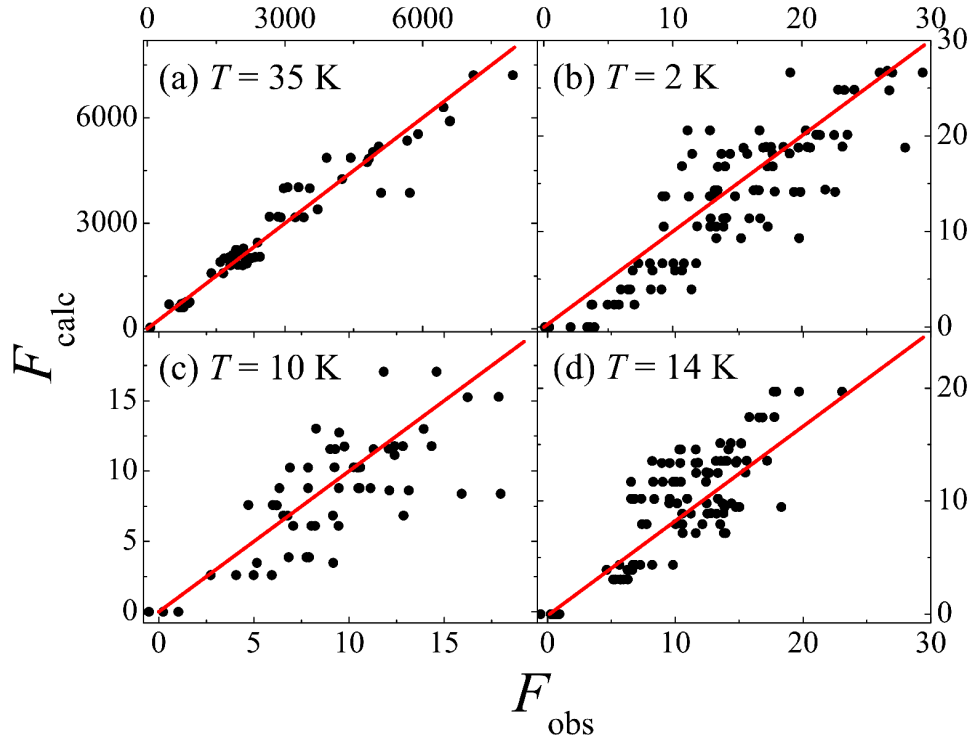 0 3000 6000 0 10 20 30
(a) T = 35 K (b) T = 2 K
6000 3000 0
30 20 10 0
F calc
(c) T = 10 K (d) T = 14 K
15 10 5 0
20 10 0
0 5 10 15 0 10 20 30
F obs